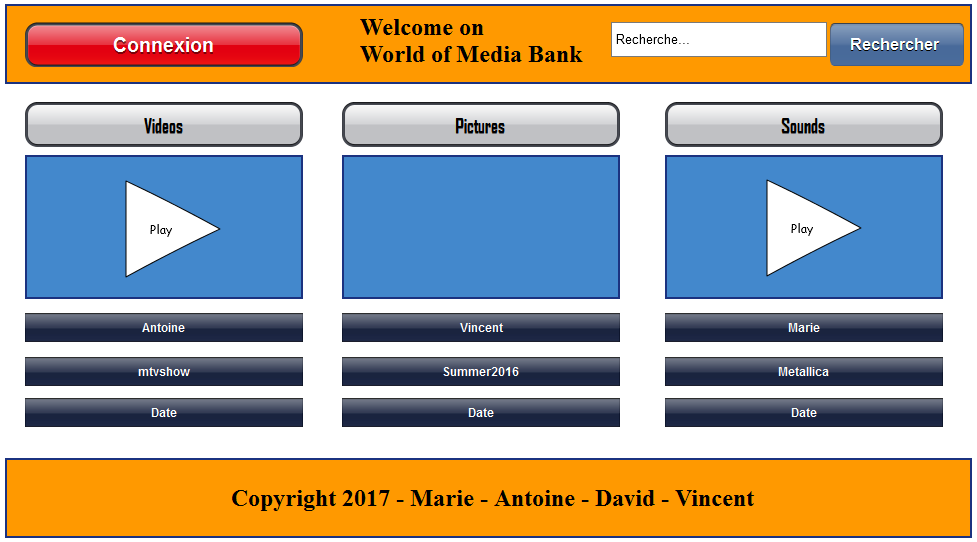 Connexion
Welcome on
World of Media Bank
Recherche...
Rechercher
Videos
Pictures
Sounds
Play
Play
Antoine
Vincent
Marie
mtvshow
Summer2016
Metallica
Date
Date
Date
Copyright 2017 - Marie - Antoine - David - Vincent